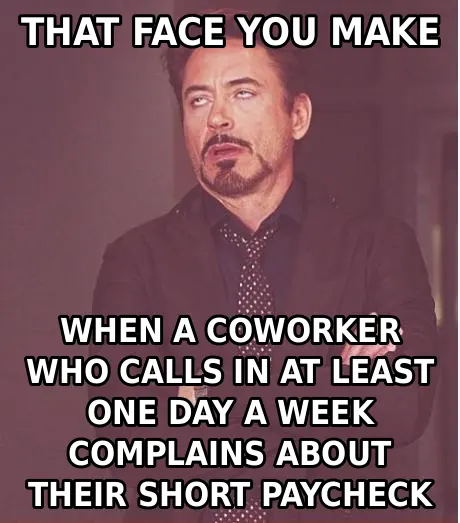 THAT FACE YOU MAKE
WHEN A COWORKER
WHO CALLS IN AT LEAST
ONE DAY A WEEK
COMPLAINS ABOUT
THEIR SHORT PAYCHECK